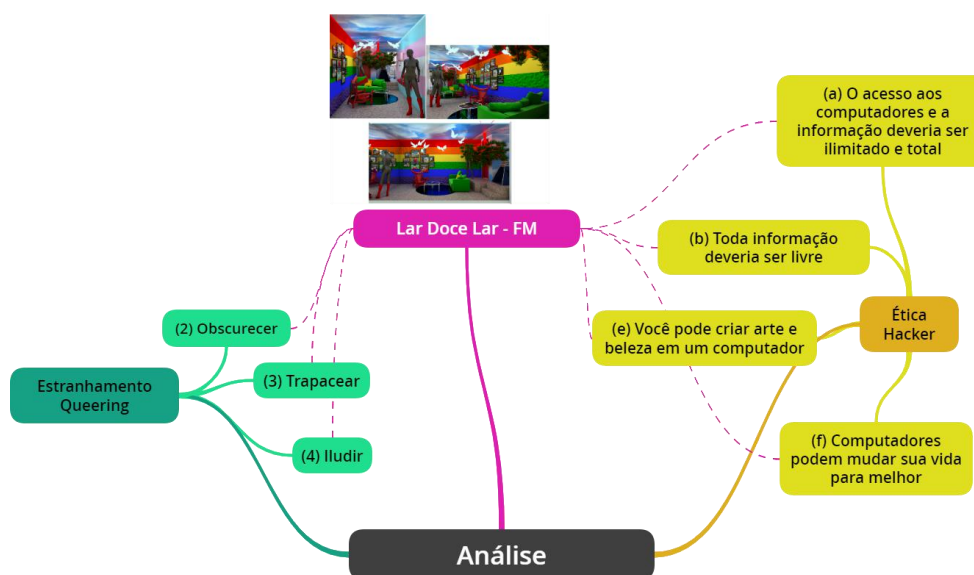 (a) O acesso aos
computadores e a
informação deveria ser
ilimitado e total
Lar Doce Lar - FM
(b) Toda informação
deveria ser livre
(2) Obscurecer
(e) Você pode criar arte e
beleza em um computador
Ética
Hacker
Estranhamento
Queering
(3) Trapacear
(4) Iludir
(f) Computadores
podem mudar sua vida
para melhor
Análise